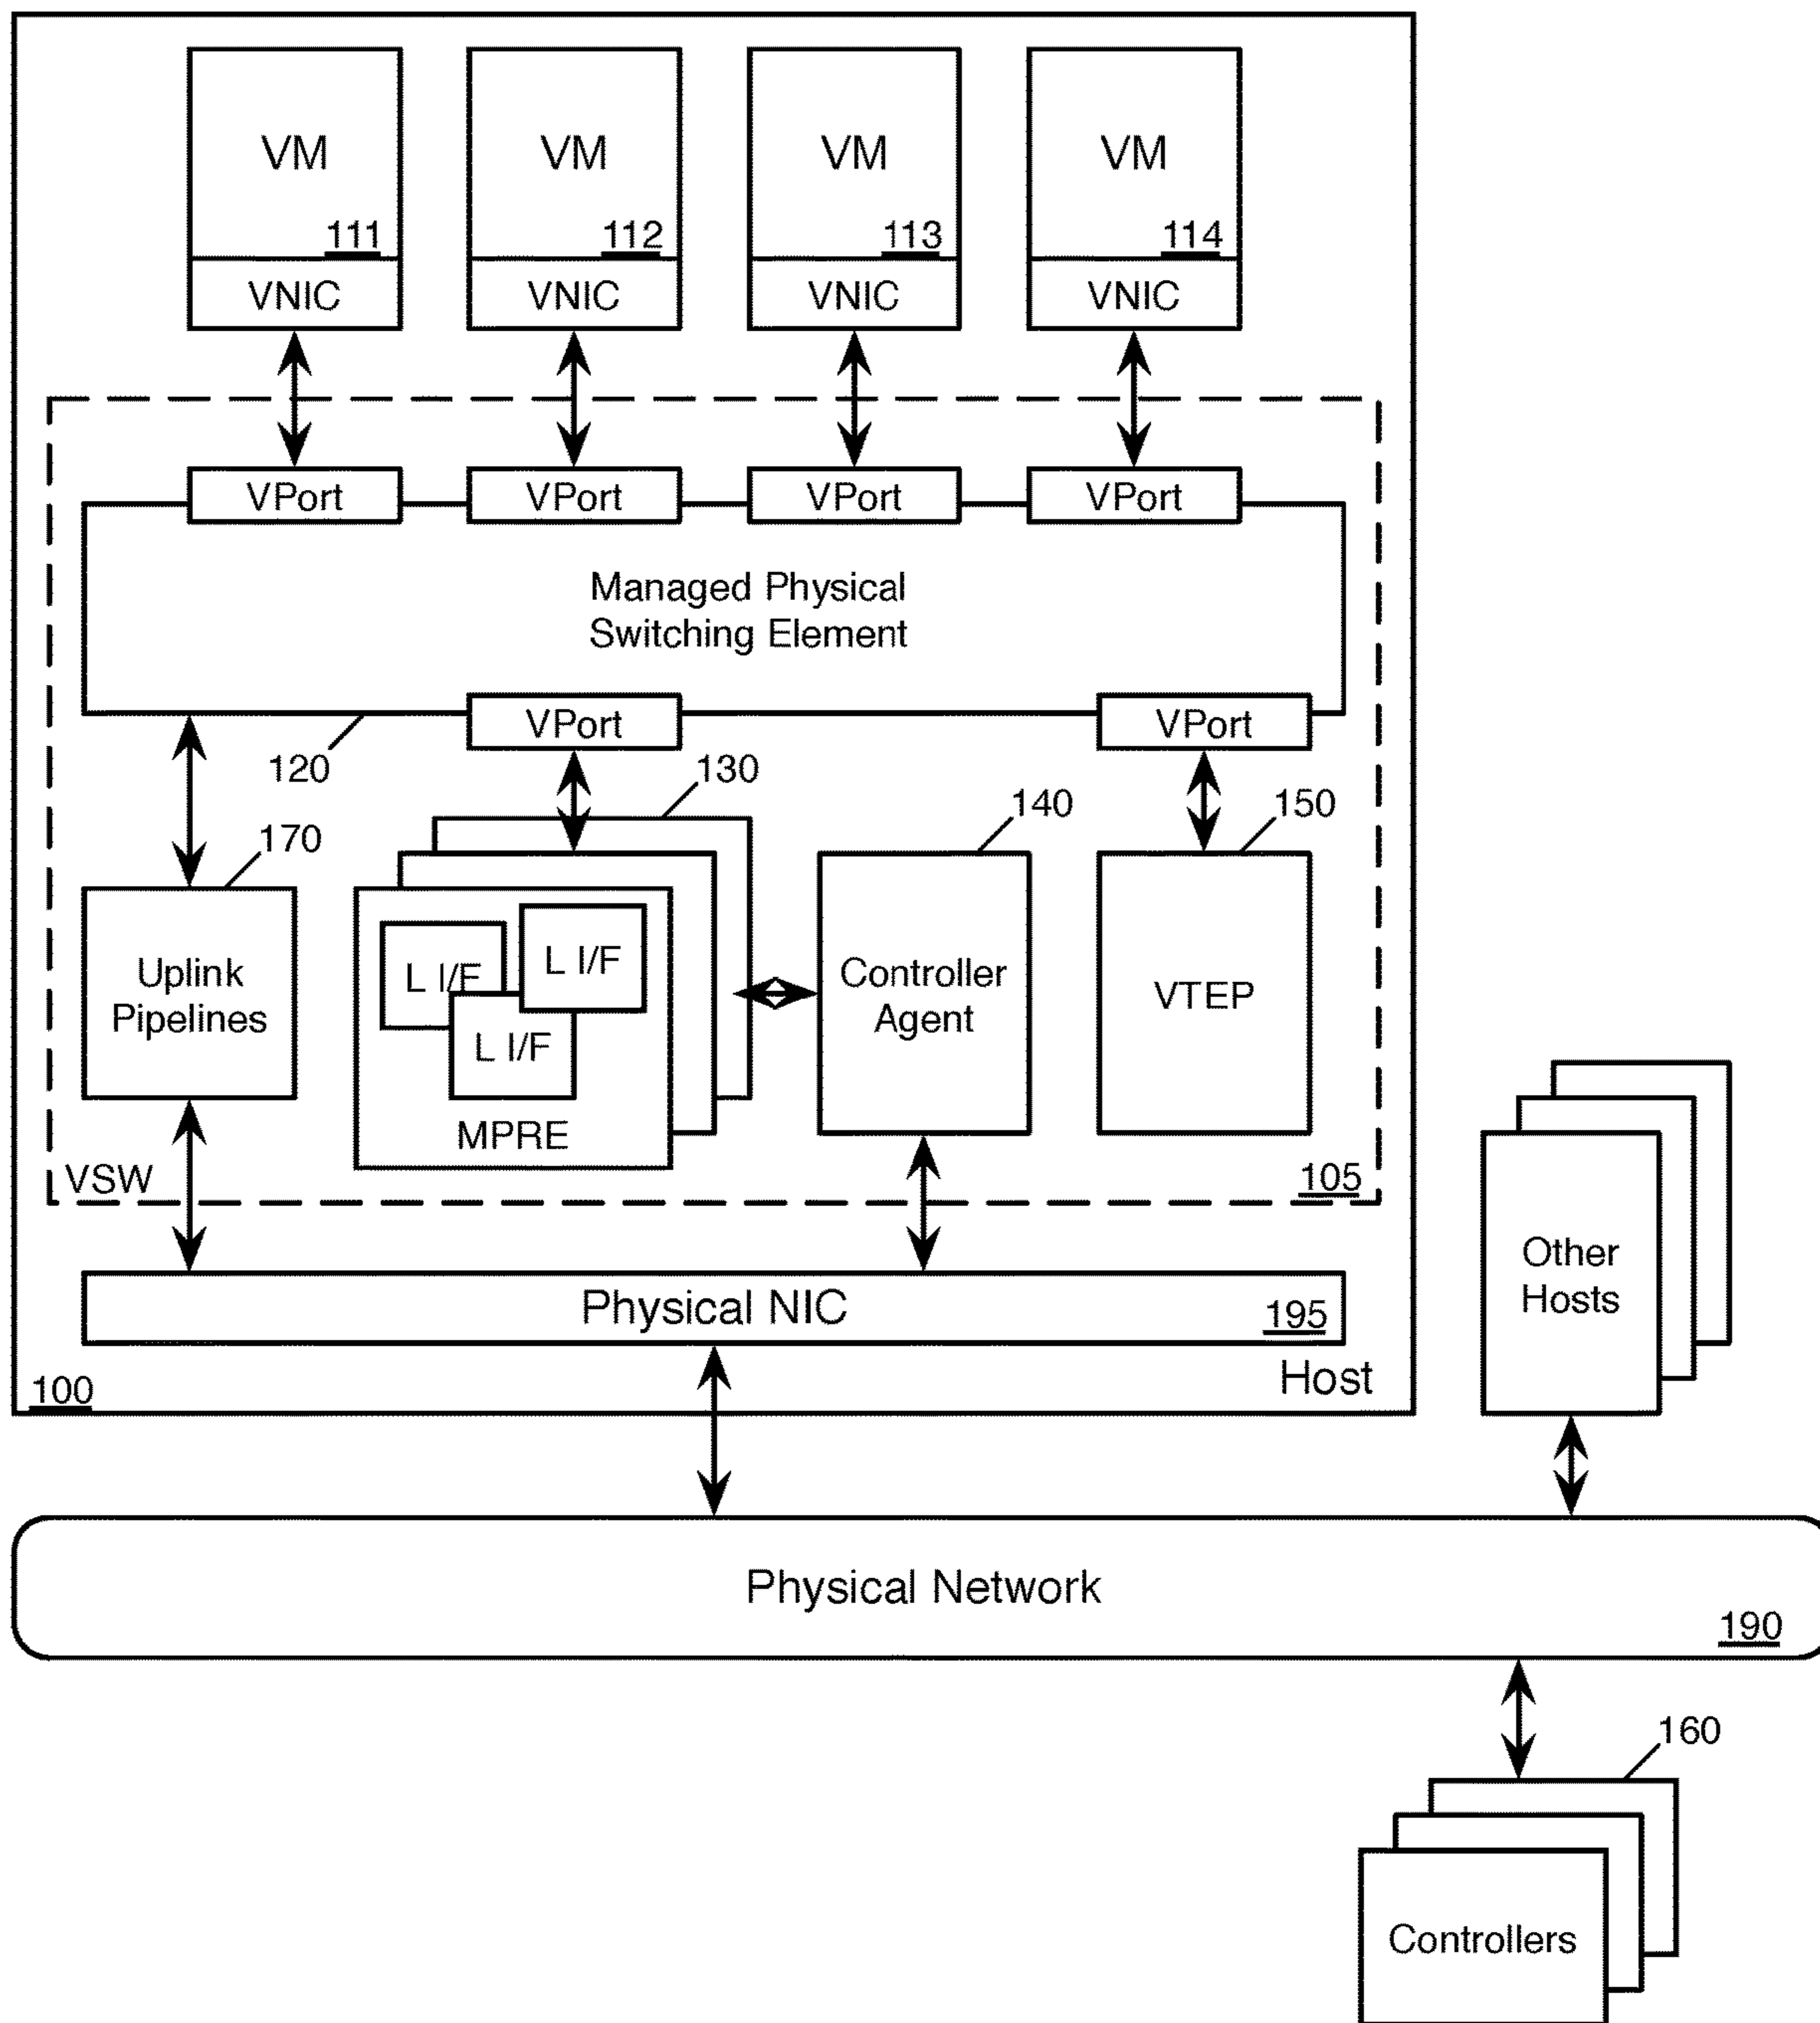 VM
VM
VM
VM
111
112
113
114
VNIC
VNIC
VNIC
VNIC
VPort
VPort
VPort
VPort
Managed Physical
Switching Element
VPort
VPort
120
130
140
150
170
Uplink
Pipelines
L I/F
L I/F
L I/F
MPRE
Controller
Agent
VTEP
VSW
105
Physical NIC
195
100
Host
Other
Hosts
Physical Network
190
160
Controllers